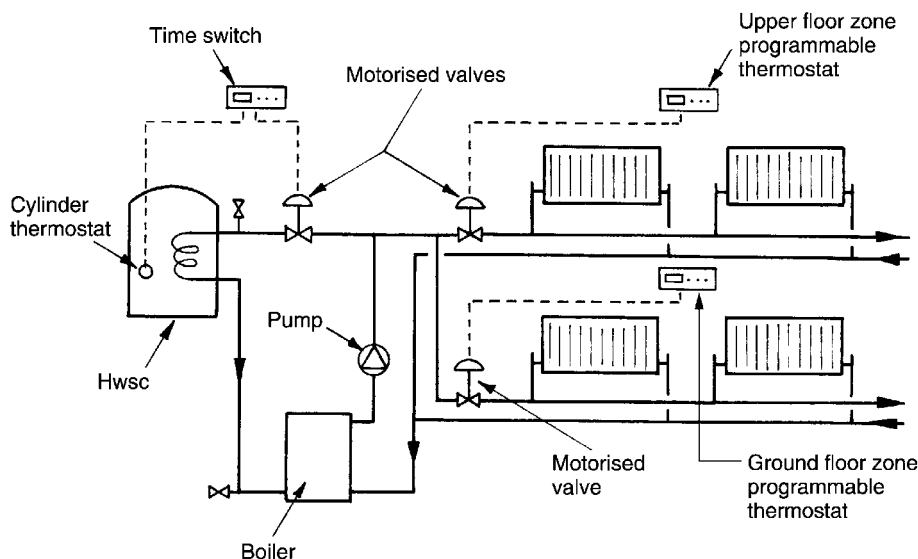 Time switch
Motorised valves
Upper floor zone
programmable
thermostat
Cylinder
thermostat
Pump
Hwsc
Motorised
valve
Ground floor zone
programmable
thermostat
Boiler